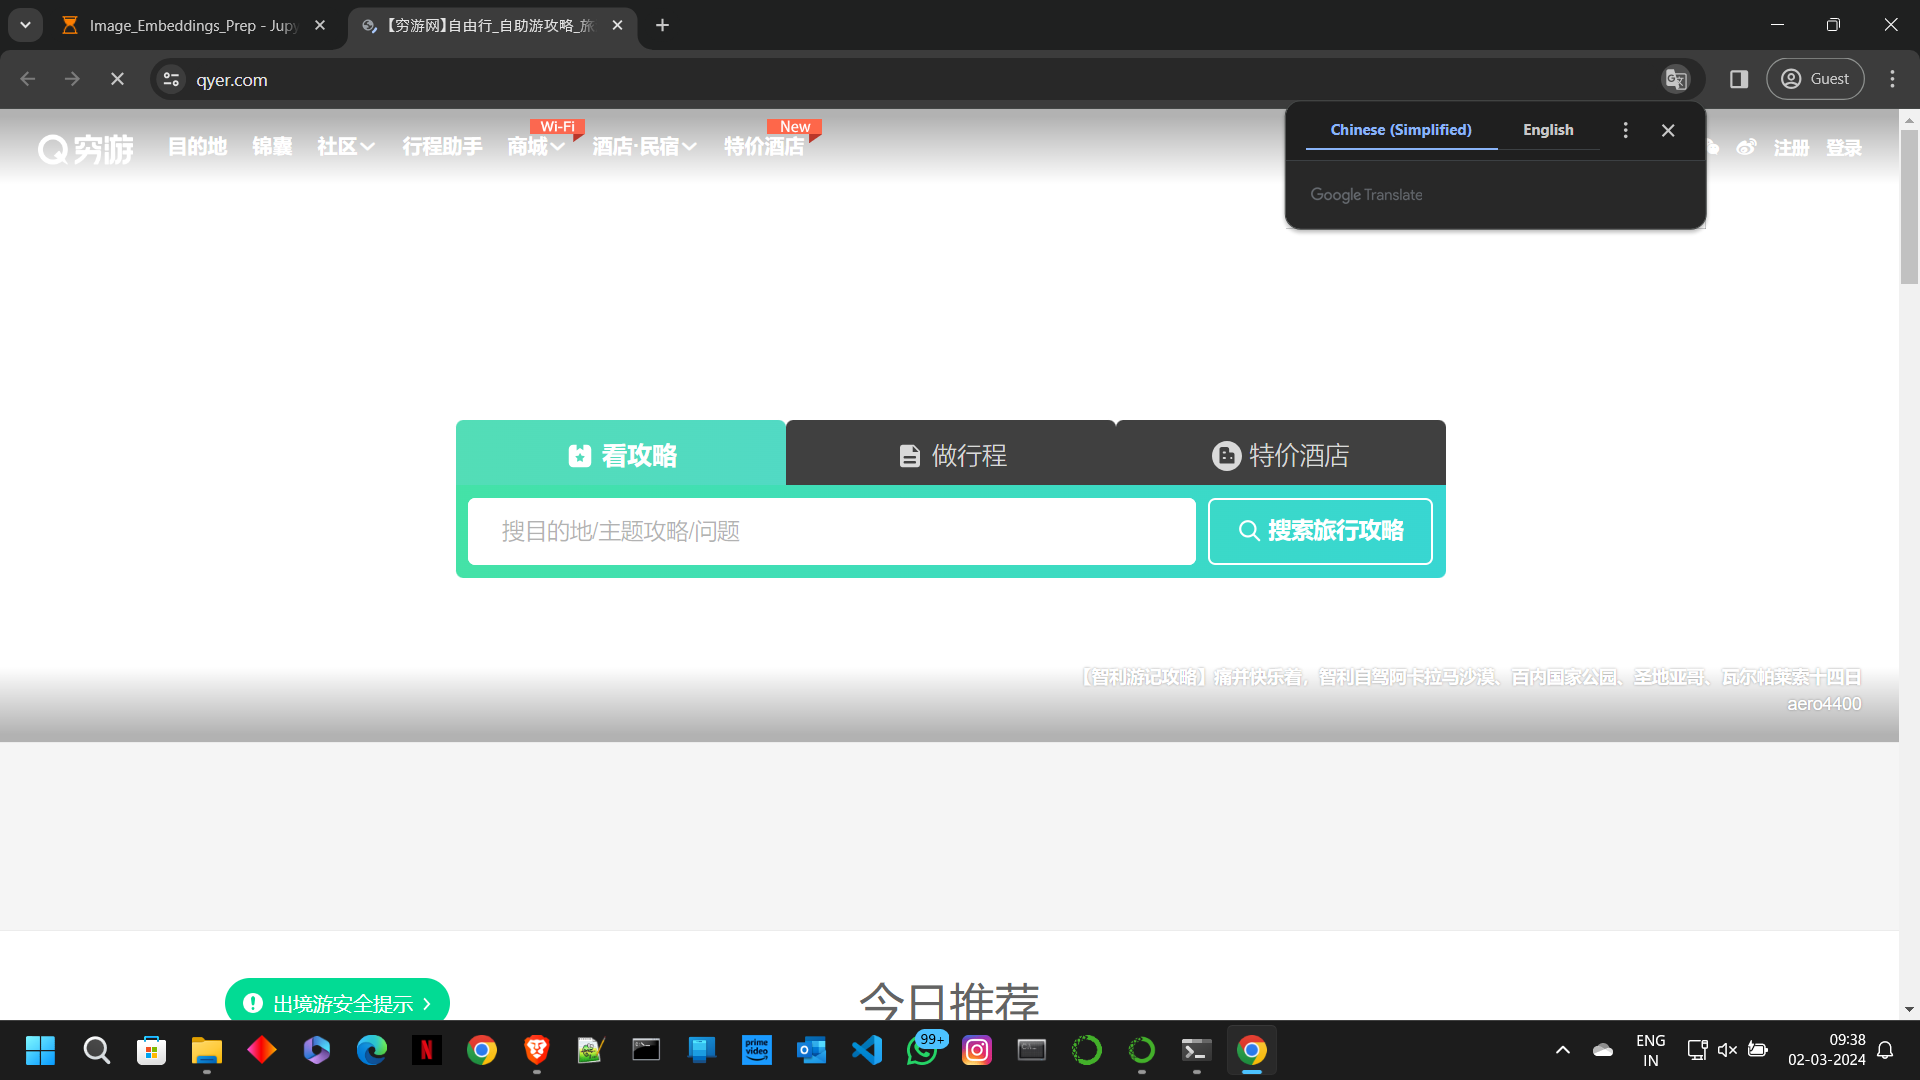 Image_Embeddings_Prep - Jupy
【穷游网】自由行_自助游攻略_旅
qyer.com
Guest
Chinese (Simplified)
English
Google Translate
穷游
目的地
锦囊
社区
行程助手
商城
Wi-Fi
酒店·民宿
特价酒店
New
注册
登录
看攻略
做行程
特价酒店
搜目的地/主题攻略/问题
搜索旅行攻略
【智利游记攻略】痛并快乐着，智利自驾阿卡拉马沙漠、百内国家公园、圣地亚哥、瓦尔帕莱索十四日
aero4400
出境游安全提示
今日推荐
prime video
99+
ENG
IN
09:38
02-03-2024